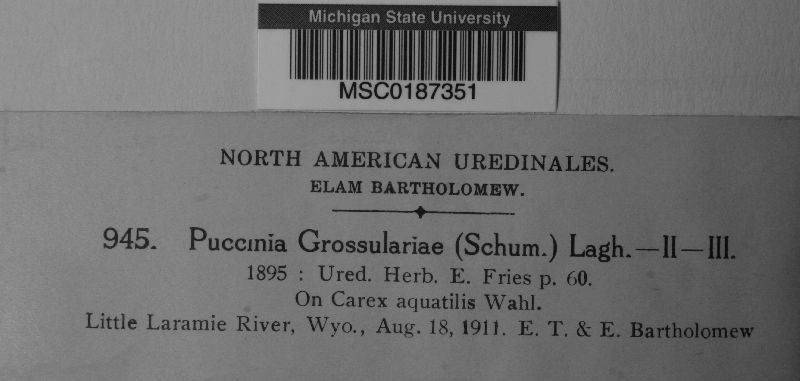 Michigan State University
MSC0187351
NORTH AMERICAN UREDINALES.
ELAM BARTHOLOMEW.
945. Puccinia Grossulariae (Schum.) Lagh.—II—III.
1895 : Ured. Herb. E. Fries p. 60.
On Carex aquatilis Wahl.
Little Laramie River, Wyo., Aug. 18, 1911. E. T. & E. Bartholomew